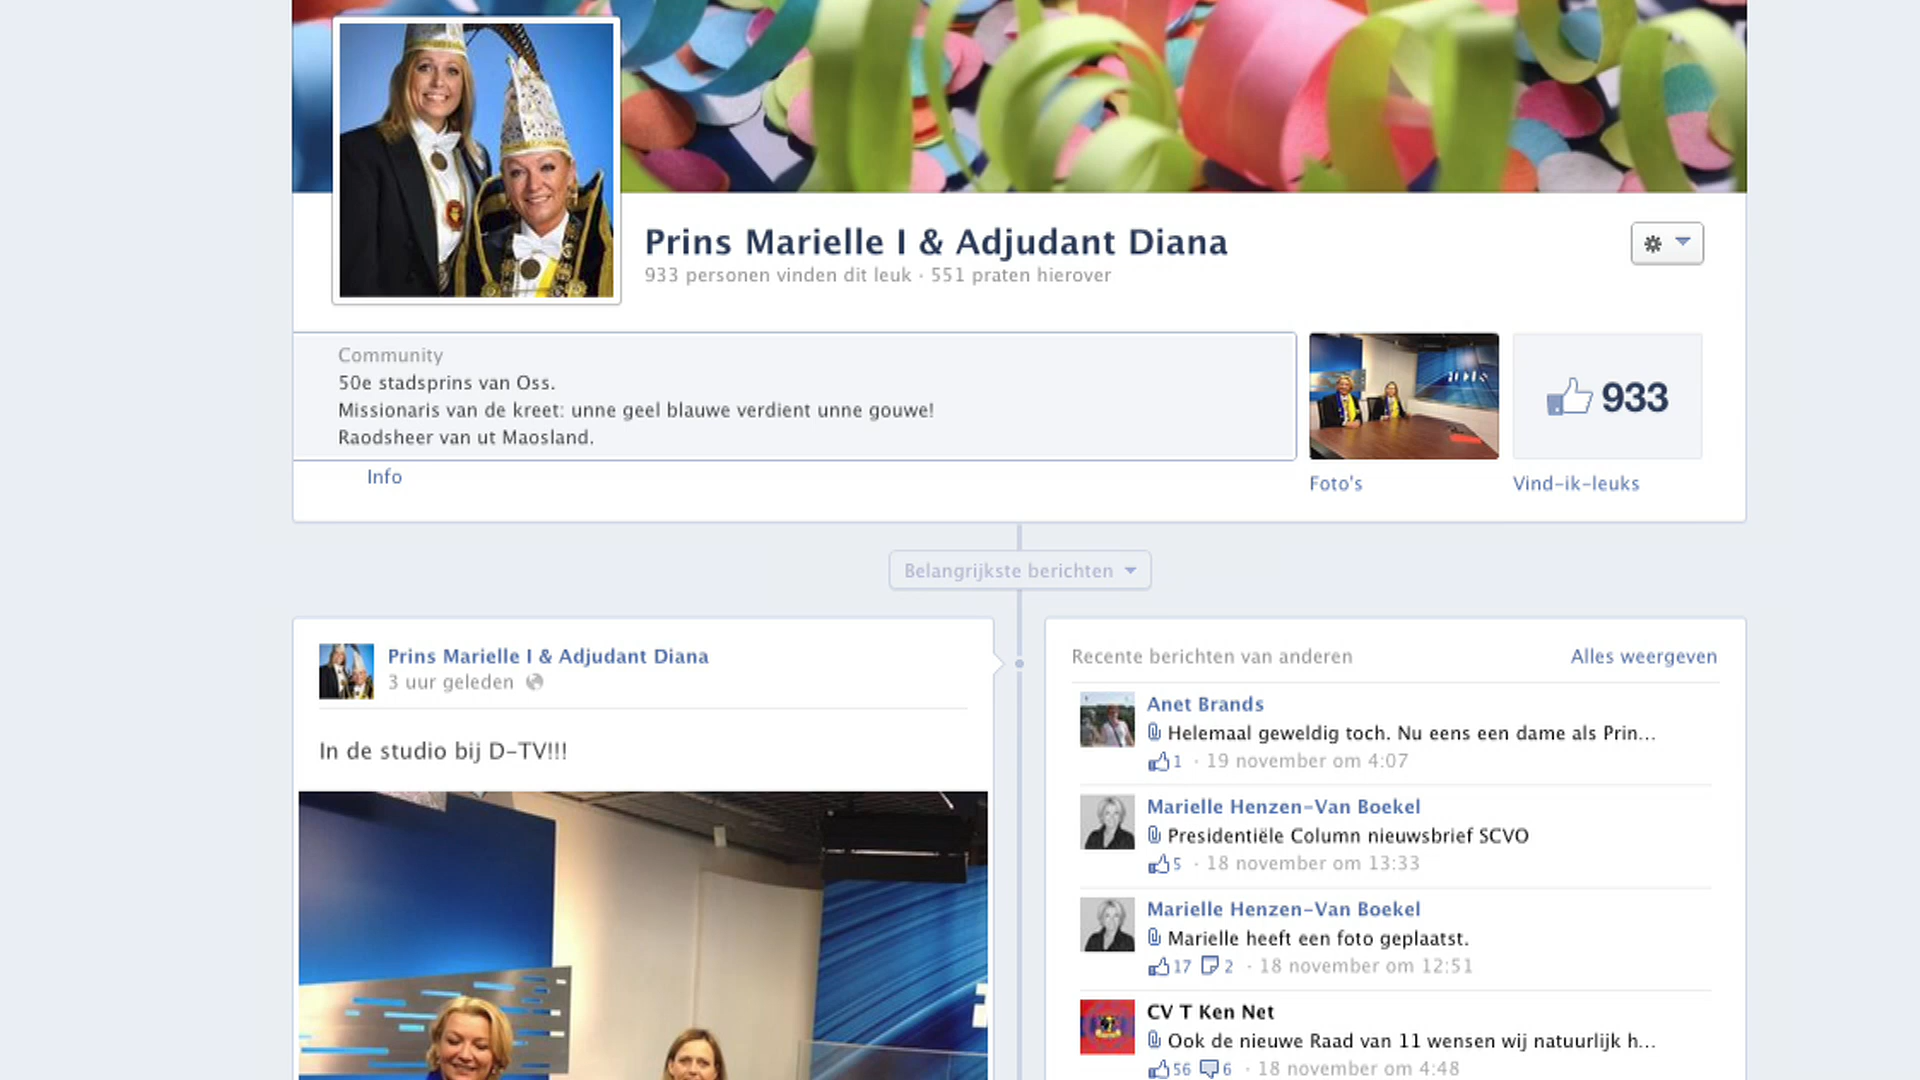 Prins Marielle I & Adjudant Diana
933 personen vinden dit leuk · 551 praten hierover
Community
50e stadsprins van Oss.
Missionaris van de kreet: unne geel blauwe verdient unne gouwe!
Raodsheer van ut Maosland.
Info
933
Foto's
Vind-ik-leuks
Belangrijkste berichten
Prins Marielle I & Adjudant Diana
3 uur geleden
In de studio bij D-TV!!!
Recente berichten van anderen
Alles weergeven
Anet Brands
Helemaal geweldig toch. Nu eens een dame als Prin...
1 · 19 november om 4:07
Marielle Henzen-Van Boekel
Presidentiële Column nieuwsbrief SCVO
5 · 18 november om 13:33
Marielle Henzen-Van Boekel
Marielle heeft een foto geplaatst.
17 2 · 18 november om 12:51
CV T Ken Net
Ook de nieuwe Raad van 11 wensen wij natuurlijk h...
56 6 · 18 november om 4:48